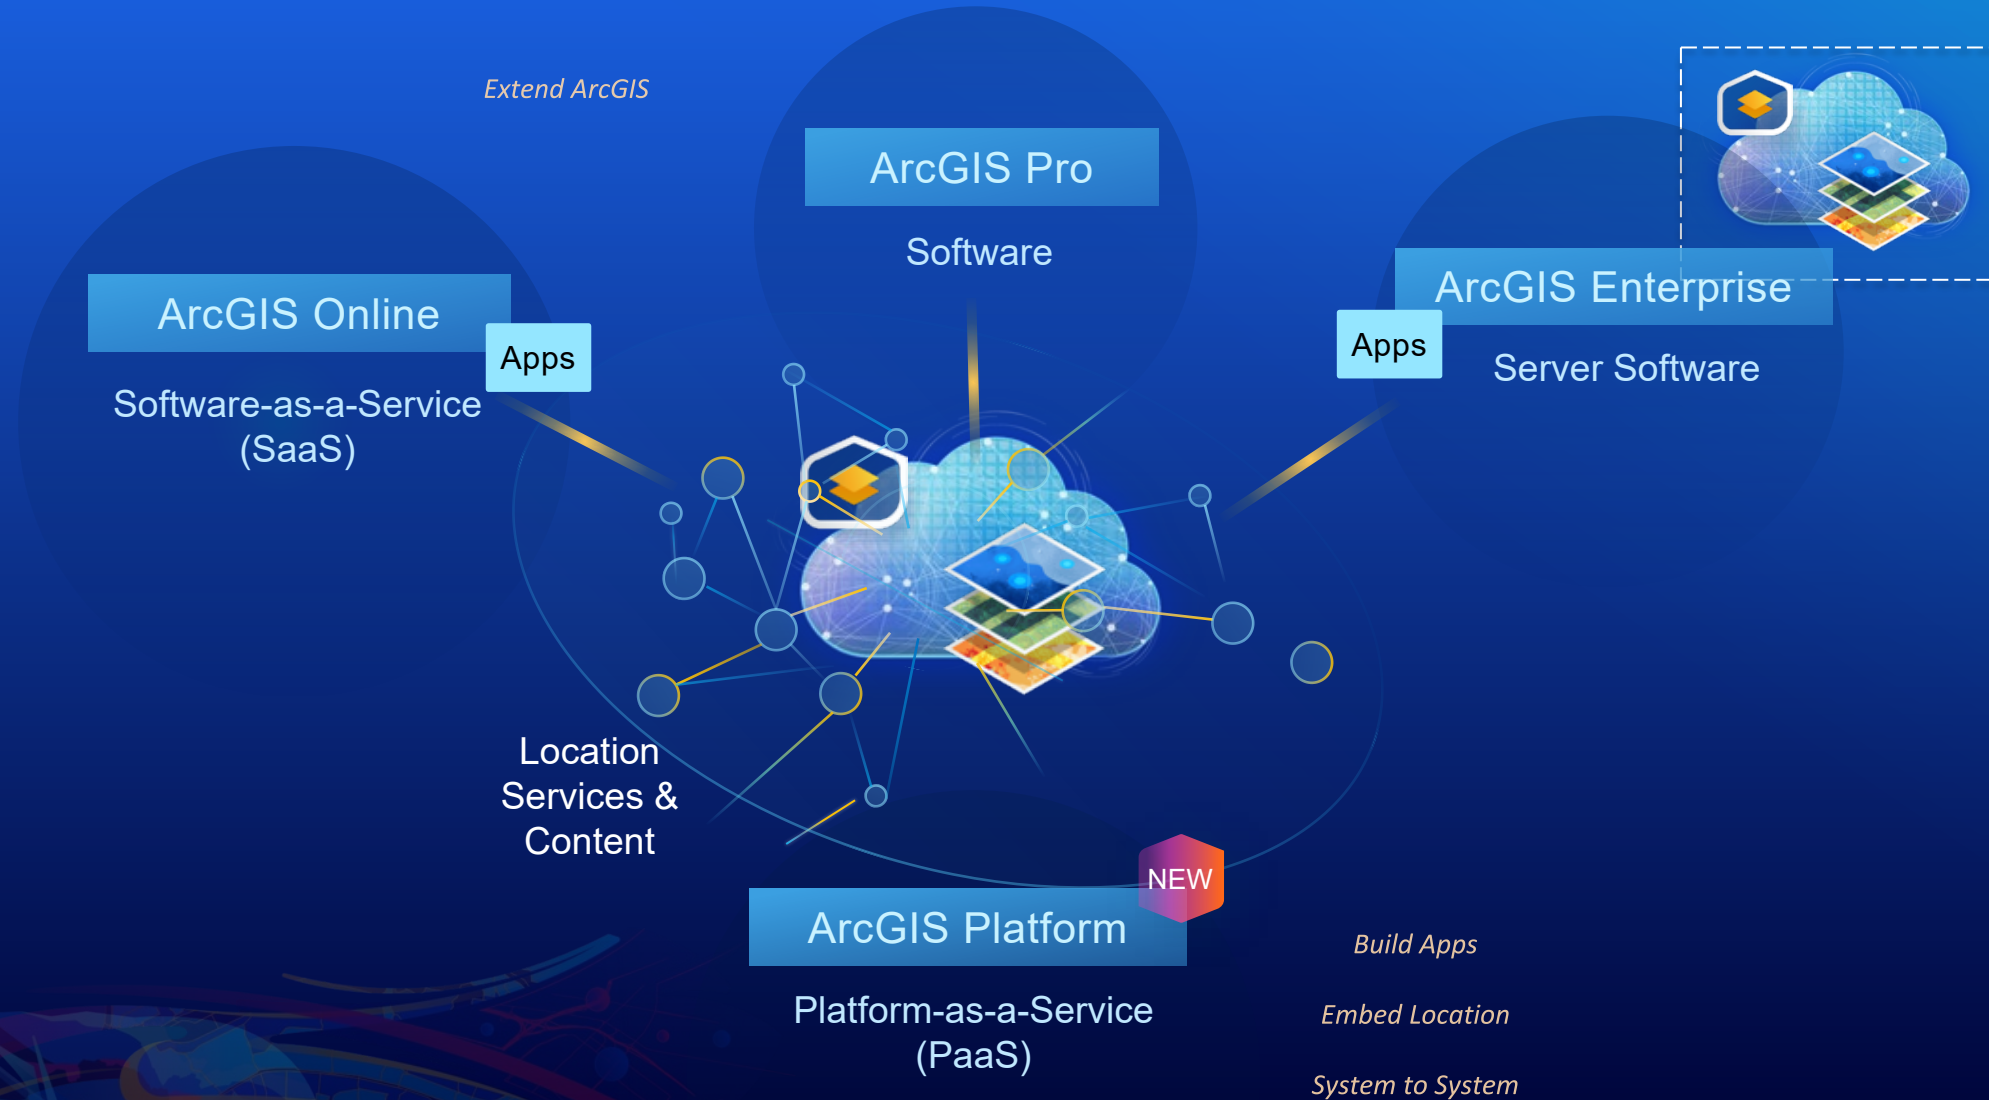 Extend ArcGIS
ArcGIS Pro
Software
ArcGIS Online
Apps
Software-as-a-Service
(SaaS)
ArcGIS Enterprise
Apps
Server Software
Location
Services &
Content
NEW
ArcGIS Platform
Platform-as-a-Service
(PaaS)
Build Apps
Embed Location
System to System